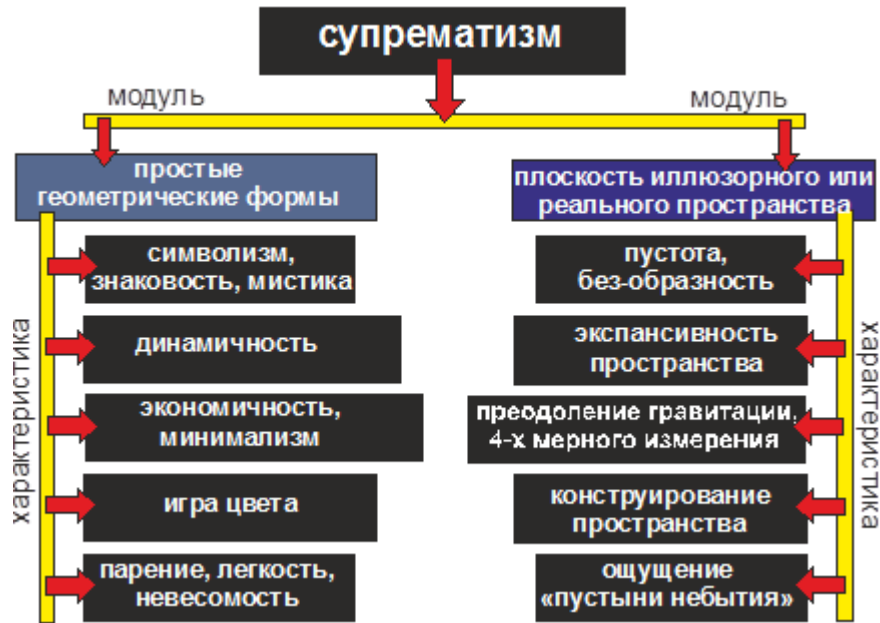 супрематизм
модуль
модуль
простые
геометрические формы
плоскость иллюзорного или
реального пространства
характеристика
символизм,
знаковость, мистика
динамичность
экономичность,
минимализм
игра цвета
парение, легкость,
невесомость
пустота,
без-образность
экспансивность
пространства
преодоление гравитации,
4-х мерного измерения
конструирование
пространства
ощущение
«пустыни небытия»
характеристика